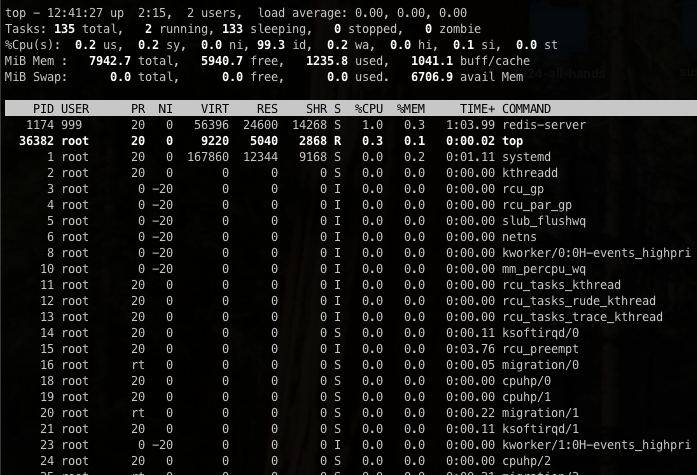 top - 12:41:27 up  2:15,  2 users,  load average: 0.00, 0.00, 0.00
Tasks: 135 total,   2 running, 133 sleeping,   0 stopped,   0 zombie
%Cpu(s):  0.2 us,  0.2 sy,  0.0 ni, 99.3 id,  0.2 wa,  0.0 hi,  0.1 si,  0.0 st
MiB Mem :   7942.7 total,   5940.7 free,   1235.8 used,   1041.1 buff/cache
MiB Swap:      0.0 total,      0.0 free,      0.0 used.   6706.9 avail Mem
PID USER      PR  NI    VIRT    RES    SHR S  %CPU  %MEM     TIME+ COMMAND
1174 999       20   0   56396  24600  14268 S   1.0   0.3   1:03.99 redis-server
36382 root      20   0    9220   5040   2868 R   0.3   0.1   0:00.02 top
1 root      20   0  167860  12344   9168 S   0.0   0.2   0:01.11 systemd
2 root      20   0       0      0      0 S   0.0   0.0   0:00.00 kthreadd
3 root       0 -20       0      0      0 I   0.0   0.0   0:00.00 rcu_gp
4 root       0 -20       0      0      0 I   0.0   0.0   0:00.00 rcu_par_gp
5 root       0 -20       0      0      0 I   0.0   0.0   0:00.00 slub_flushwq
6 root       0 -20       0      0      0 I   0.0   0.0   0:00.00 netns
8 root       0 -20       0      0      0 I   0.0   0.0   0:00.00 kworker/0:0H-events_highpri
10 root       0 -20       0      0      0 I   0.0   0.0   0:00.00 mm_percpu_wq
11 root      20   0       0      0      0 I   0.0   0.0   0:00.00 rcu_tasks_kthread
12 root      20   0       0      0      0 I   0.0   0.0   0:00.00 rcu_tasks_rude_kthread
13 root      20   0       0      0      0 I   0.0   0.0   0:00.00 rcu_tasks_trace_kthread
14 root      20   0       0      0      0 S   0.0   0.0   0:00.11 ksoftirqd/0
15 root      20   0       0      0      0 I   0.0   0.0   0:03.76 rcu_preempt
16 root      rt   0       0      0      0 S   0.0   0.0   0:00.05 migration/0
18 root      20   0       0      0      0 S   0.0   0.0   0:00.00 cpuhp/0
19 root      20   0       0      0      0 S   0.0   0.0   0:00.00 cpuhp/1
20 root      rt   0       0      0      0 S   0.0   0.0   0:00.22 migration/1
21 root      20   0       0      0      0 S   0.0   0.0   0:00.11 ksoftirqd/1
23 root       0 -20       0      0      0 I   0.0   0.0   0:00.00 kworker/1:0H-events_highpri
24 root      20   0       0      0      0 S   0.0   0.0   0:00.00 cpuhp/2